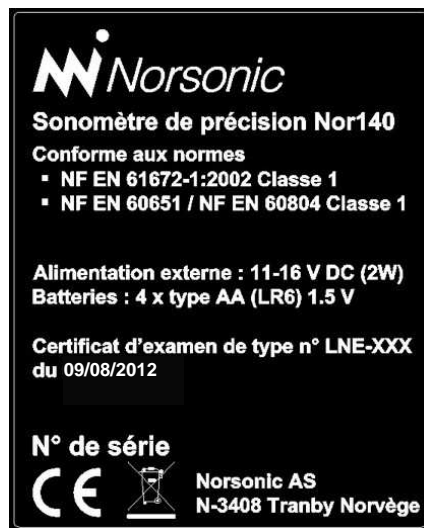 Norsonic
Sonomètre de précision Nor140
Conforme aux normes
▪ NF EN 61672-1:2002 Classe 1
▪ NF EN 60651 / NF EN 60804 Classe 1
Alimentation externe : 11-16 V DC (2W)
Batteries : 4 x type AA (LR6) 1.5 V
Certificat d'examen de type n° LNE-XXX
du 09/08/2012
N° de série
CE
Norsonic AS
N-3408 Tranby Norvège